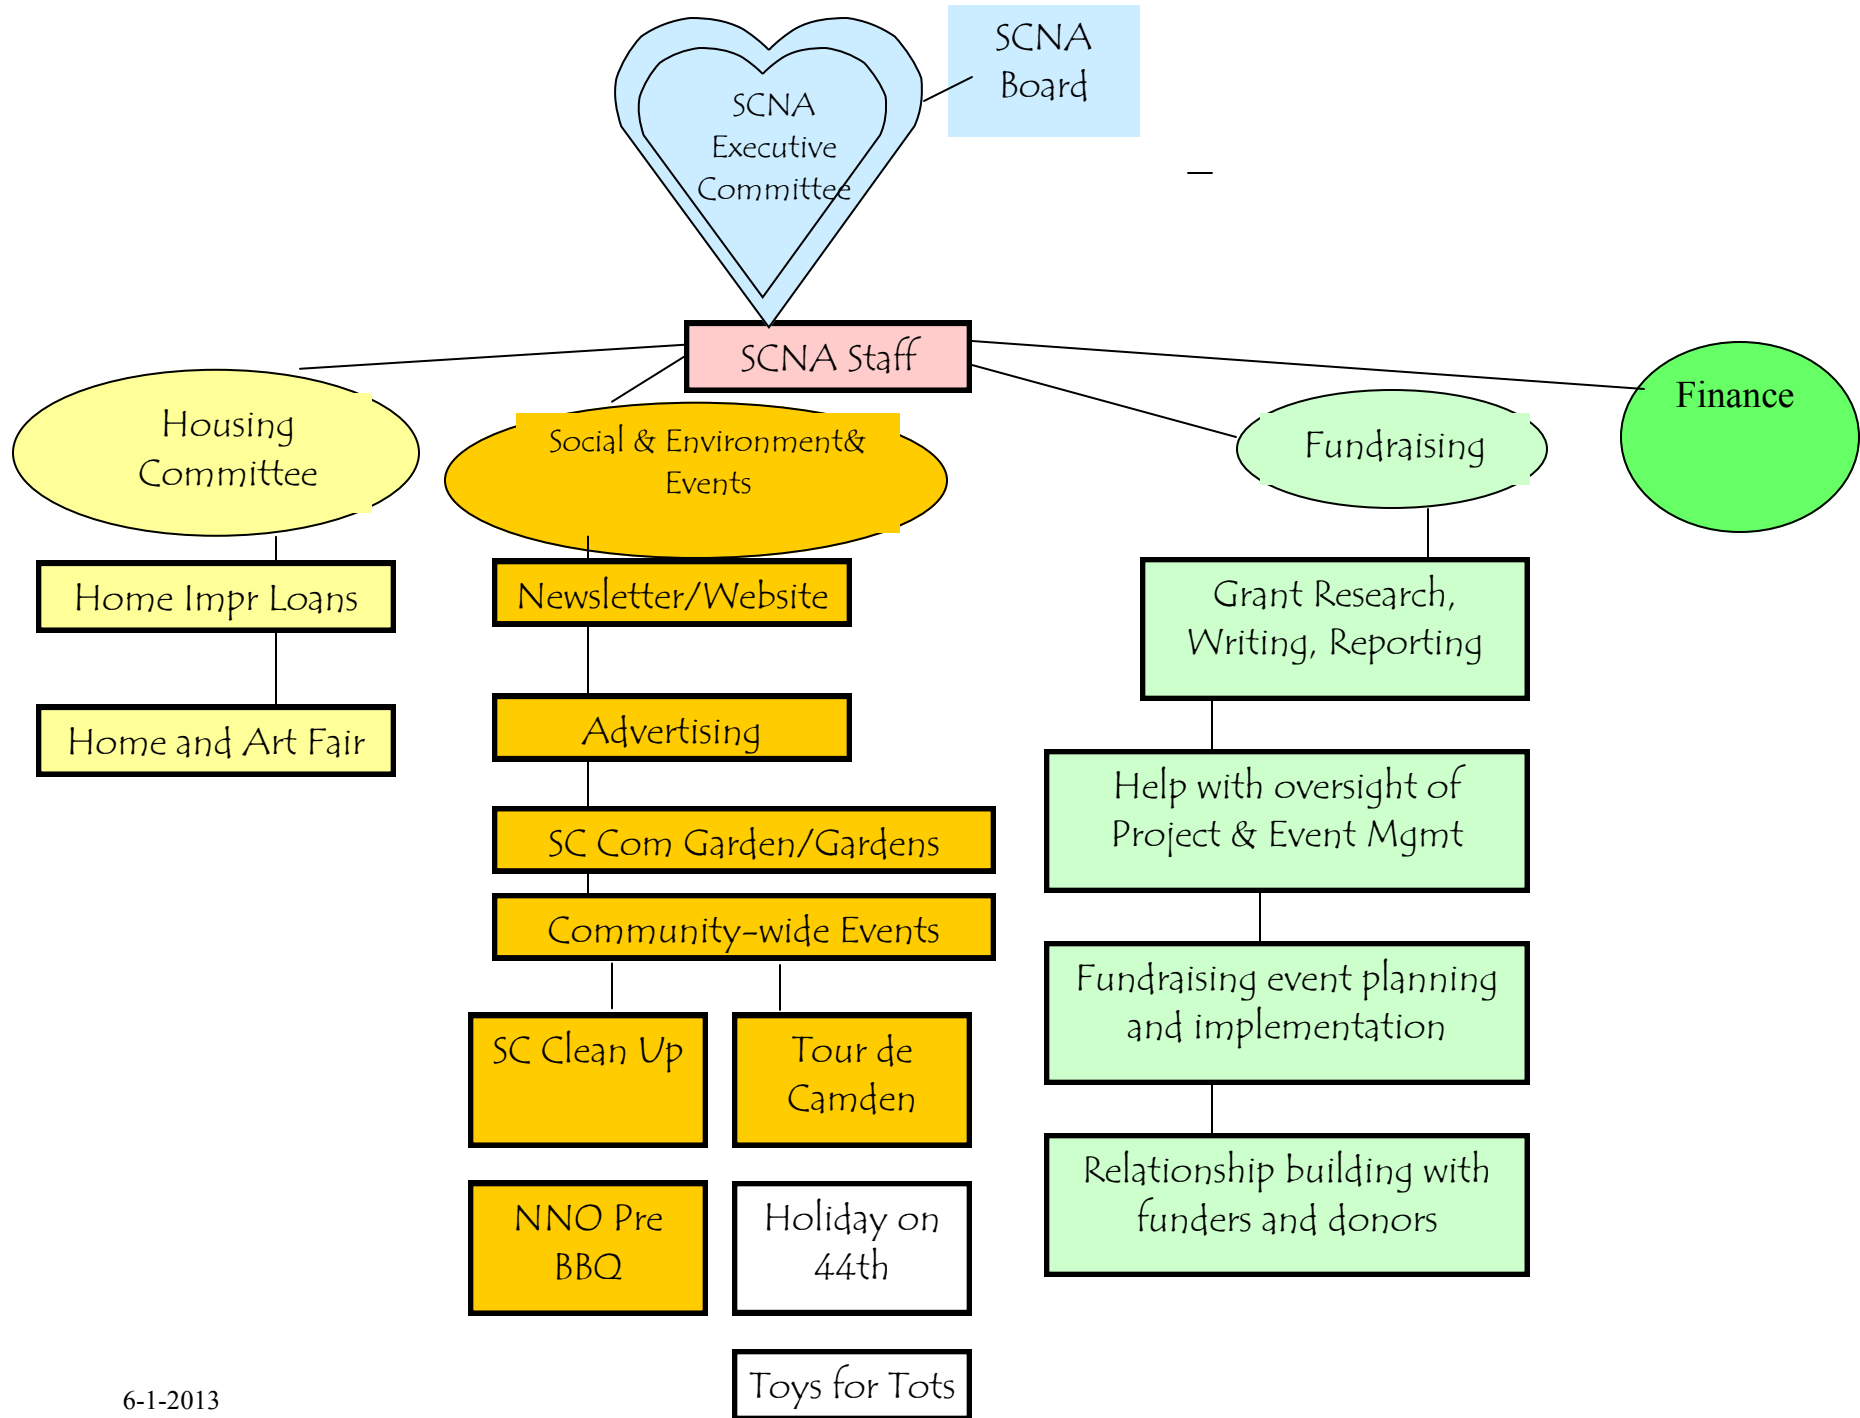 SCNA
Board
SCNA
Executive
Committee
SCNA Staff
Housing
Committee
Social & Environment&
Events
Fundraising
Finance
Home Impr Loans
Home and Art Fair
Newsletter/Website
Advertising
SC Com Garden/Gardens
Community-wide Events
SC Clean Up
Tour de
Camden
NNO Pre
BBQ
Holiday on
44th
Toys for Tots
Grant Research,
Writing, Reporting
Help with oversight of
Project & Event Mgmt
Fundraising event planning
and implementation
Relationship building with
funders and donors
6-1-2013